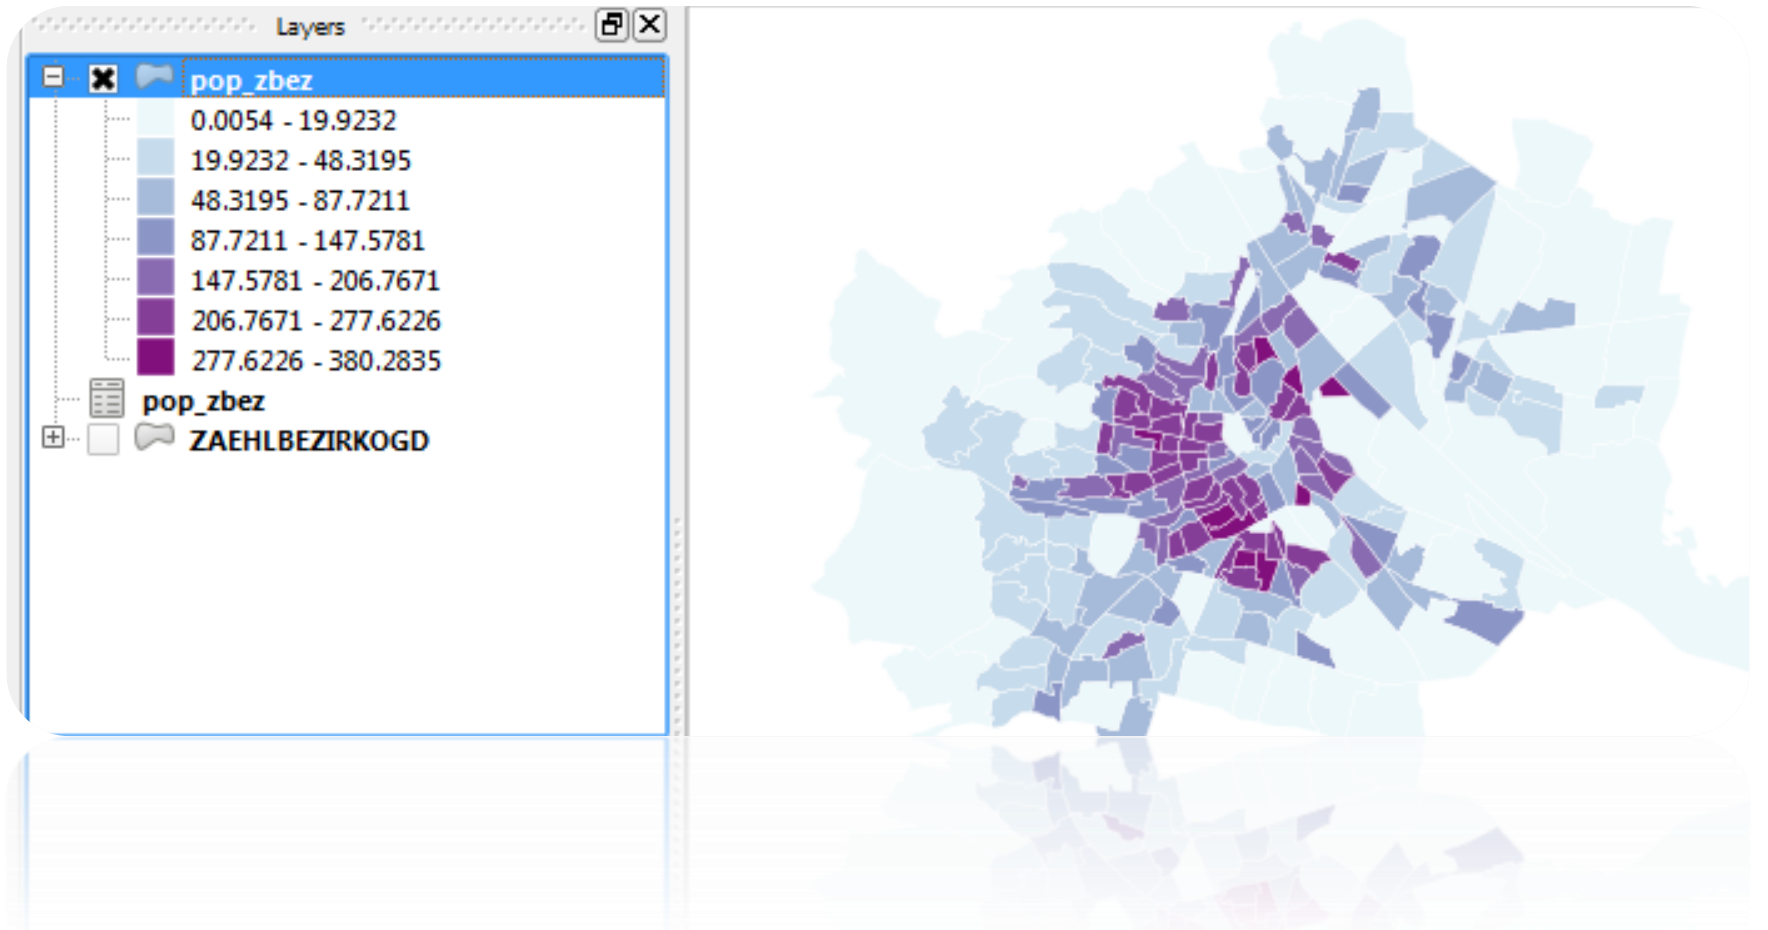 Layers
pop_zbez
0.0054 - 19.9232
19.9232 - 48.3195
48.3195 - 87.7211
87.7211 - 147.5781
147.5781 - 206.7671
206.7671 - 277.6226
277.6226 - 380.2835
pop_zbez
ZAEHLBEZIRKOGD